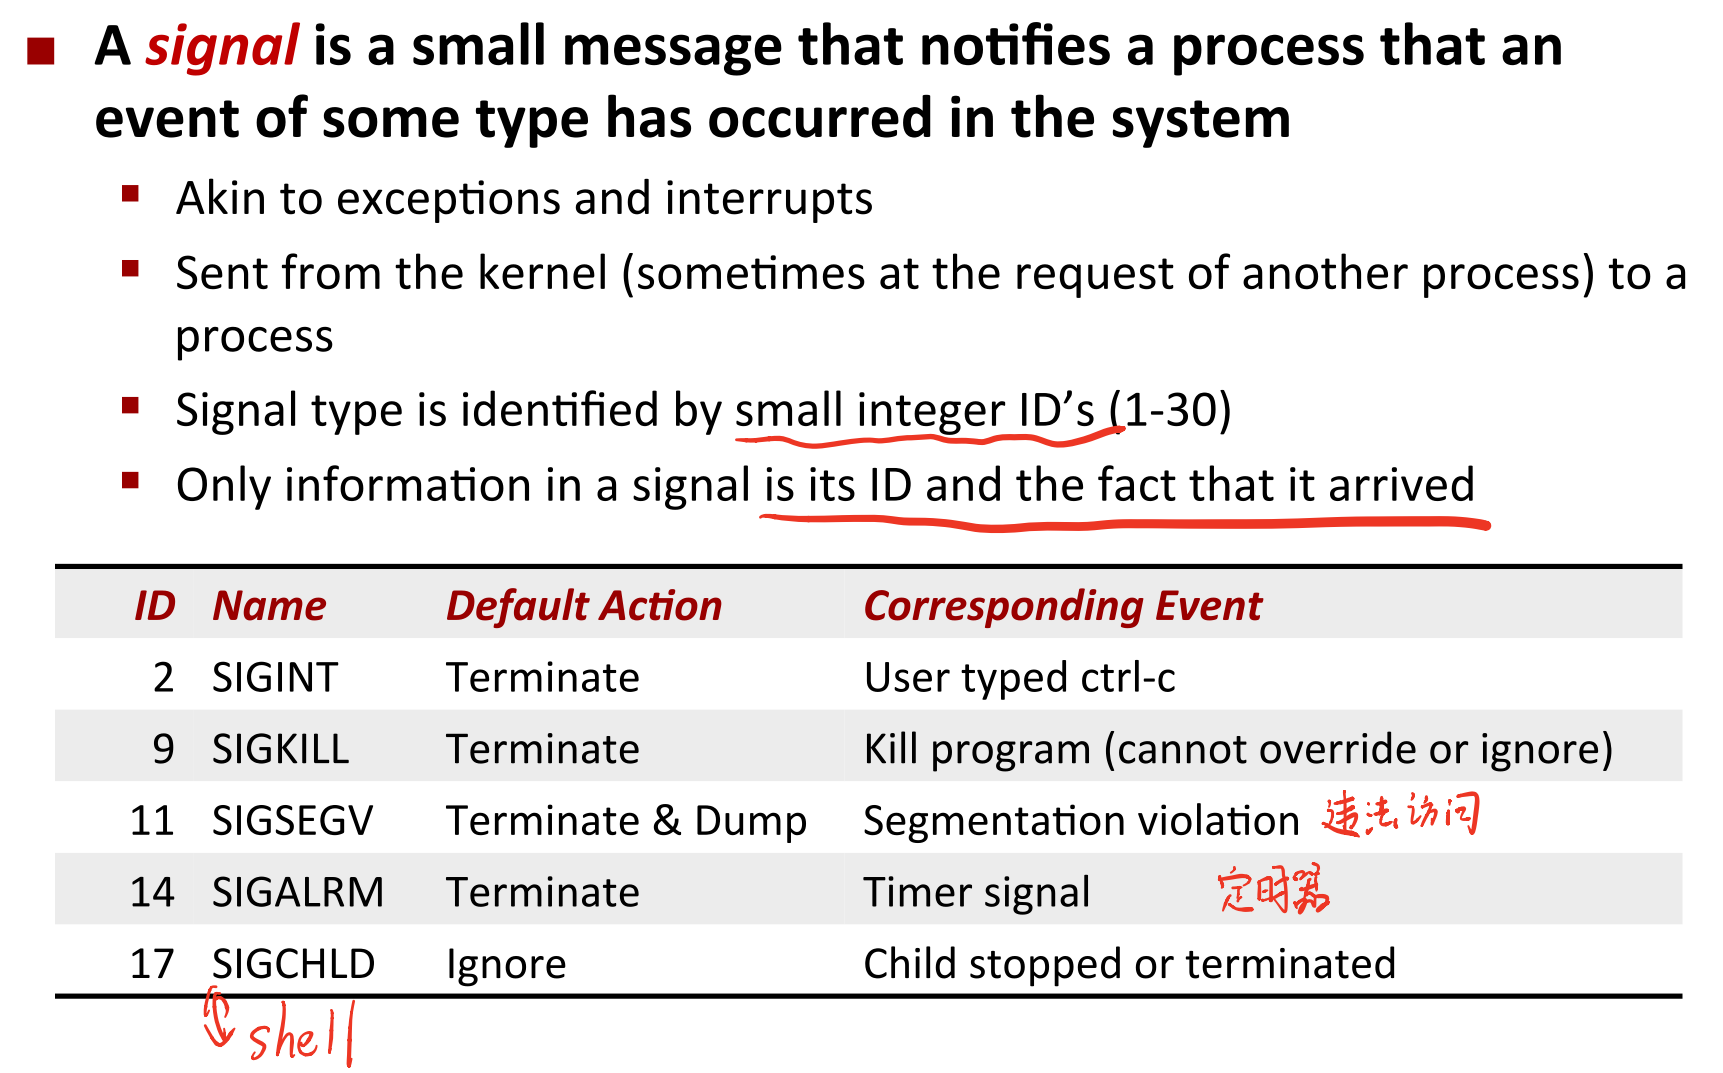 A signal is a small message that notifies a process that an
event of some type has occurred in the system
Akin to exceptions and interrupts
Sent from the kernel (sometimes at the request of another process) to a
process
Signal type is identified by small integer ID’s (1-30)
Only information in a signal is its ID and the fact that it arrived
ID Name Default Action Corresponding Event
2 SIGINT Terminate User typed ctrl-c
9 SIGKILL Terminate Kill program (cannot override or ignore)
11 SIGSEGV Terminate & Dump Segmentation violation 违法访问
14 SIGALRM Terminate Timer signal 定时器
17 SIGCHLD Ignore Child stopped or terminated
shell